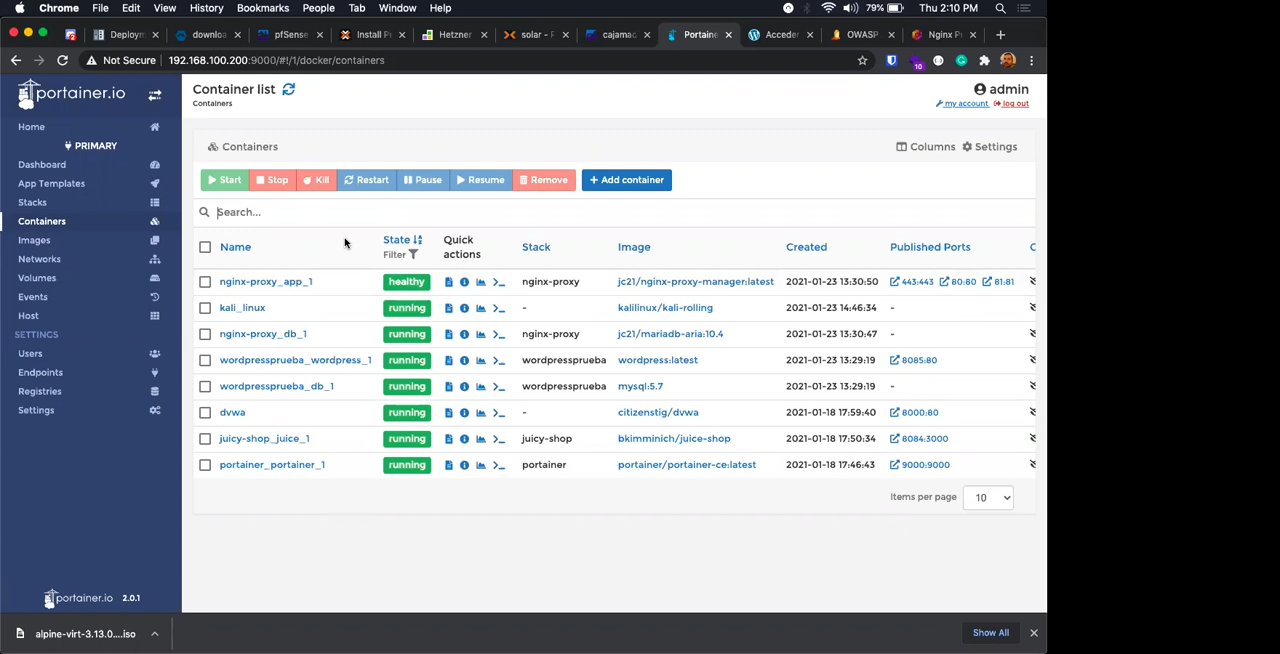 Chrome File Edit View History Bookmarks People Tab Window Help 79% Thu 2:10 PM
Deploym downloa pfSense Install P Hetzner solar - F cajamac Portaine Acceder OWASP Nginx P
Not Secure 192.168.100.200:9000/#!/1/docker/containers 10
portainer.io
Container list
Containers
admin
my account log out
Home
PRIMARY
Dashboard
App Templates
Stacks
Containers
Images
Networks
Volumes
Events
Host
SETTINGS
Users
Endpoints
Registries
Settings
portainer.io 2.0.1
Containers Columns Settings
Start Stop Kill Restart Pause Resume Remove + Add container
Search...
Name State Filter Quick actions Stack Image Created Published Ports
nginx-proxy_app_1 healthy nginx-proxy jc21/nginx-proxy-manager:latest 2021-01-23 13:30:50 443:443 80:80 81:81
kali_linux running - kalilinux/kali-rolling 2021-01-23 14:46:34 -
nginx-proxy_db_1 running nginx-proxy jc21/mariadb-aria:10.4 2021-01-23 13:30:47 -
wordpressprueba_wordpress_1 running wordpressprueba wordpress:latest 2021-01-23 13:29:19 8085:80
wordpressprueba_db_1 running wordpressprueba mysql:5.7 2021-01-23 13:29:19 -
dvwa running - citizenstig/dvwa 2021-01-18 17:59:40 8000:80
juicy-shop_juice_1 running juicy-shop bkimminich/juice-shop 2021-01-18 17:50:34 8084:3000
portainer_portainer_1 running portainer portainer/portainer-ce:latest 2021-01-18 17:46:43 9000:9000
Items per page 10
alpine-virt-3.13.0....iso Show All